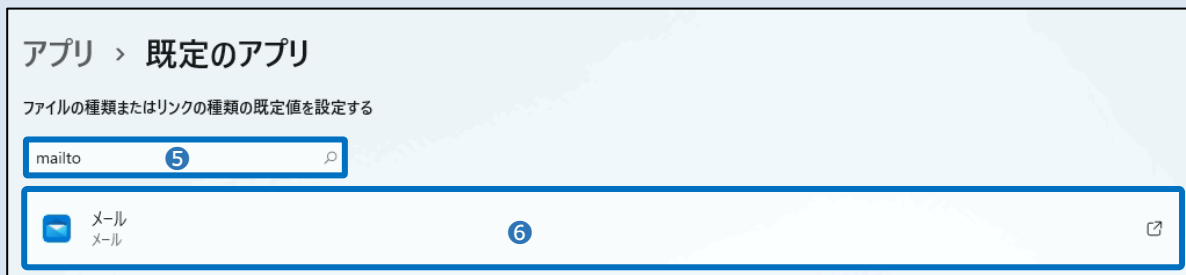 アプリ › 既定のアプリ
ファイルの種類またはリンクの種類の既定値を設定する
mailto ❺
メール
メール
❻